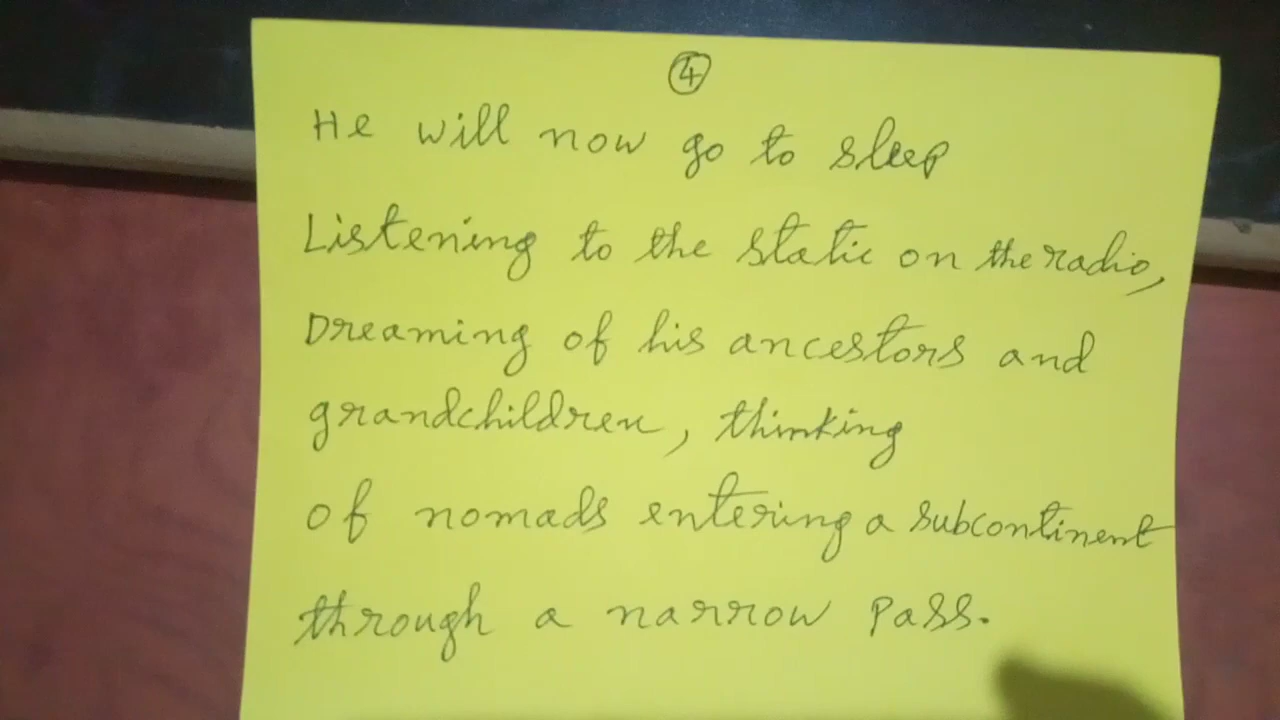 4
He will now go to sleep
Listening to the static on the radio,
Dreaming of his ancestors and
grandchildren, thinking
of nomads entering a subcontinent
through a narrow pass.